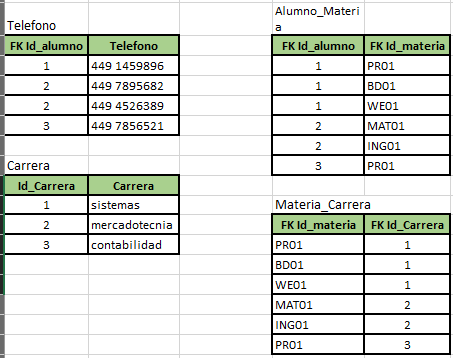 Telefono
FK Id_alumno Telefono
1 449 1459896
2 449 7895682
2 449 4526389
3 449 7856521
Carrera
Id_Carrera Carrera
1 sistemas
2 mercadotecnia
3 contabilidad
Alumno_Materi
a
FK Id_alumno FK Id_materia
1 PR01
1 BD01
1 WE01
2 MAT01
2 ING01
3 PR01
Materia_Carrera
FK Id_materia FK Id_Carrera
PR01 1
BD01 1
WE01 1
MAT01 2
ING01 2
PR01 3